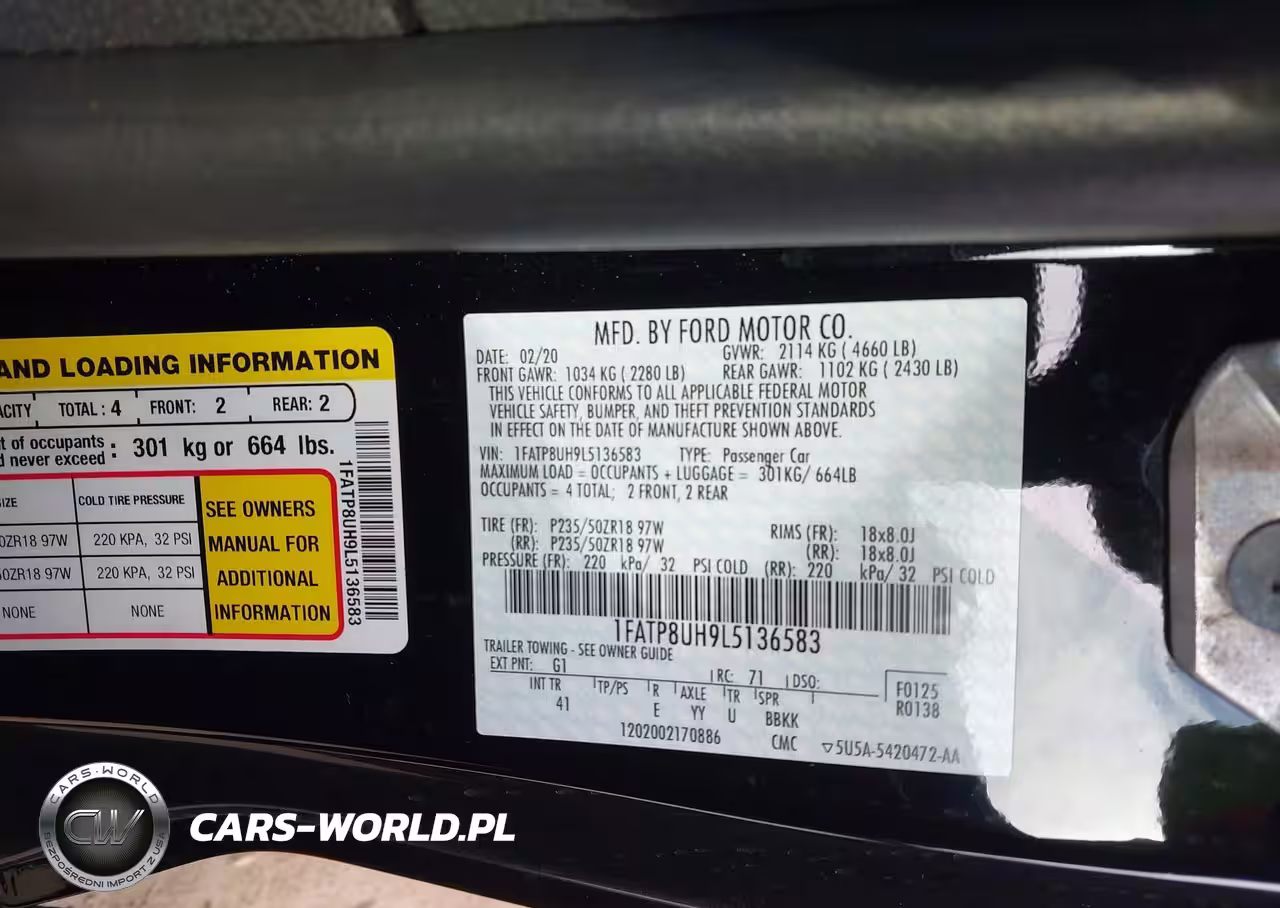 AND LOADING INFORMATION
ACITY TOTAL : 4 FRONT: 2 REAR: 2
t of occupants
d never exceed : 301 kg or 664 lbs.
IZE COLD TIRE PRESSURE
0ZR18 97W 220 KPA, 32 PSI
50ZR18 97W 220 KPA, 32 PSI
NONE NONE
SEE OWNERS
MANUAL FOR
ADDITIONAL
INFORMATION
1FATP8UH9L5136583
MFD. BY FORD MOTOR CO.
DATE: 02/20 GVWR: 2114 KG ( 4660 LB)
FRONT GAWR: 1034 KG ( 2280 LB) REAR GAWR: 1102 KG ( 2430 LB)
THIS VEHICLE CONFORMS TO ALL APPLICABLE FEDERAL MOTOR
VEHICLE SAFETY, BUMPER, AND THEFT PREVENTION STANDARDS
IN EFFECT ON THE DATE OF MANUFACTURE SHOWN ABOVE.
VIN: 1FATP8UH9L5136583 TYPE: Passenger Car
MAXIMUM LOAD = OCCUPANTS + LUGGAGE = 301KG/ 664LB
OCCUPANTS = 4 TOTAL; 2 FRONT, 2 REAR
TIRE (FR): P235/50ZR18 97W RIMS (FR): 18x8.0J
(RR): P235/50ZR18 97W (RR): 18x8.0J
PRESSURE (FR): 220 kPa/ 32 PSI COLD (RR): 220 kPa/ 32 PSI COLD
1FATP8UH9L5136583
TRAILER TOWING - SEE OWNER GUIDE
EXT PNT: G1 RC: 71 DSO:
INT TR TP/PS R AXLE TR SPR F0125
41 E YY U BBKK R0138
1202002170886 CMC ▽5U5A-5420472-AA
CARS-WORLD
CW
BEZPOŚREDNI IMPORT Z USA
CARS-WORLD.PL